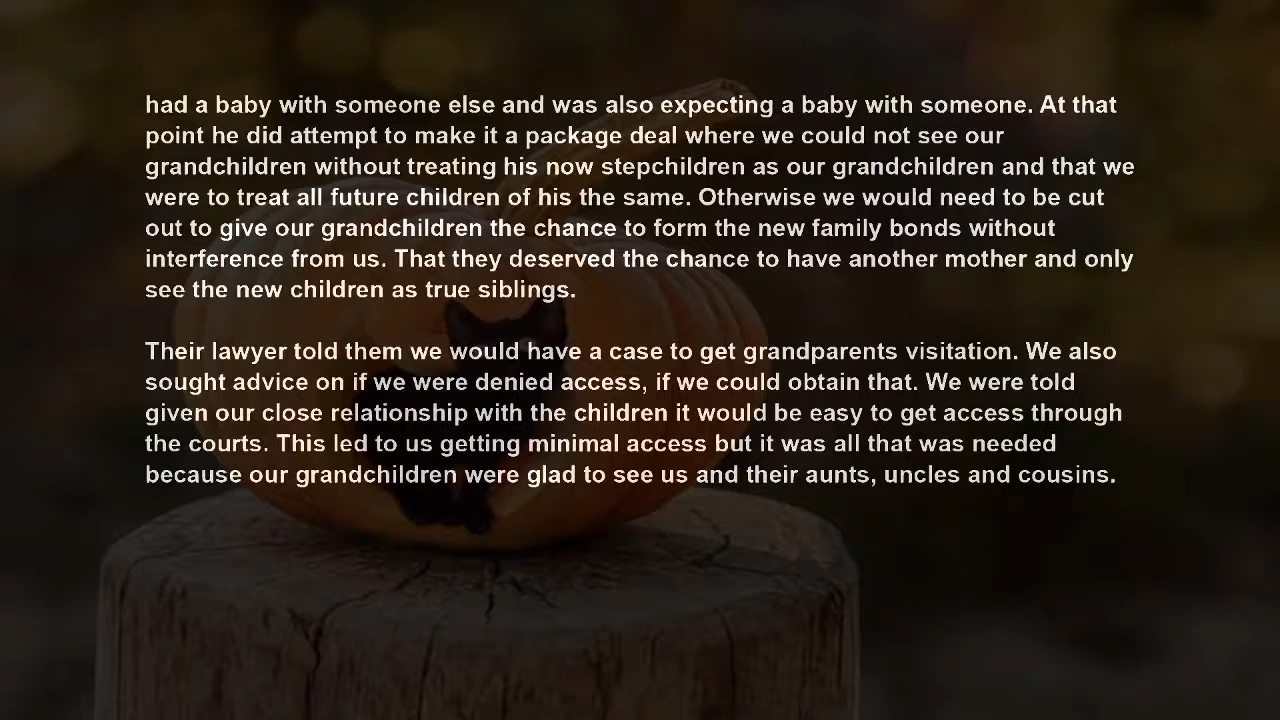 had a baby with someone else and was also expecting a baby with someone. At that
point he did attempt to make it a package deal where we could not see our
grandchildren without treating his now stepchildren as our grandchildren and that we
were to treat all future children of his the same. Otherwise we would need to be cut
out to give our grandchildren the chance to form the new family bonds without
interference from us. That they deserved the chance to have another mother and only
see the new children as true siblings.
Their lawyer told them we would have a case to get grandparents visitation. We also
sought advice on if we were denied access, if we could obtain that. We were told
given our close relationship with the children it would be easy to get access through
the courts. This led to us getting minimal access but it was all that was needed
because our grandchildren were glad to see us and their aunts, uncles and cousins.